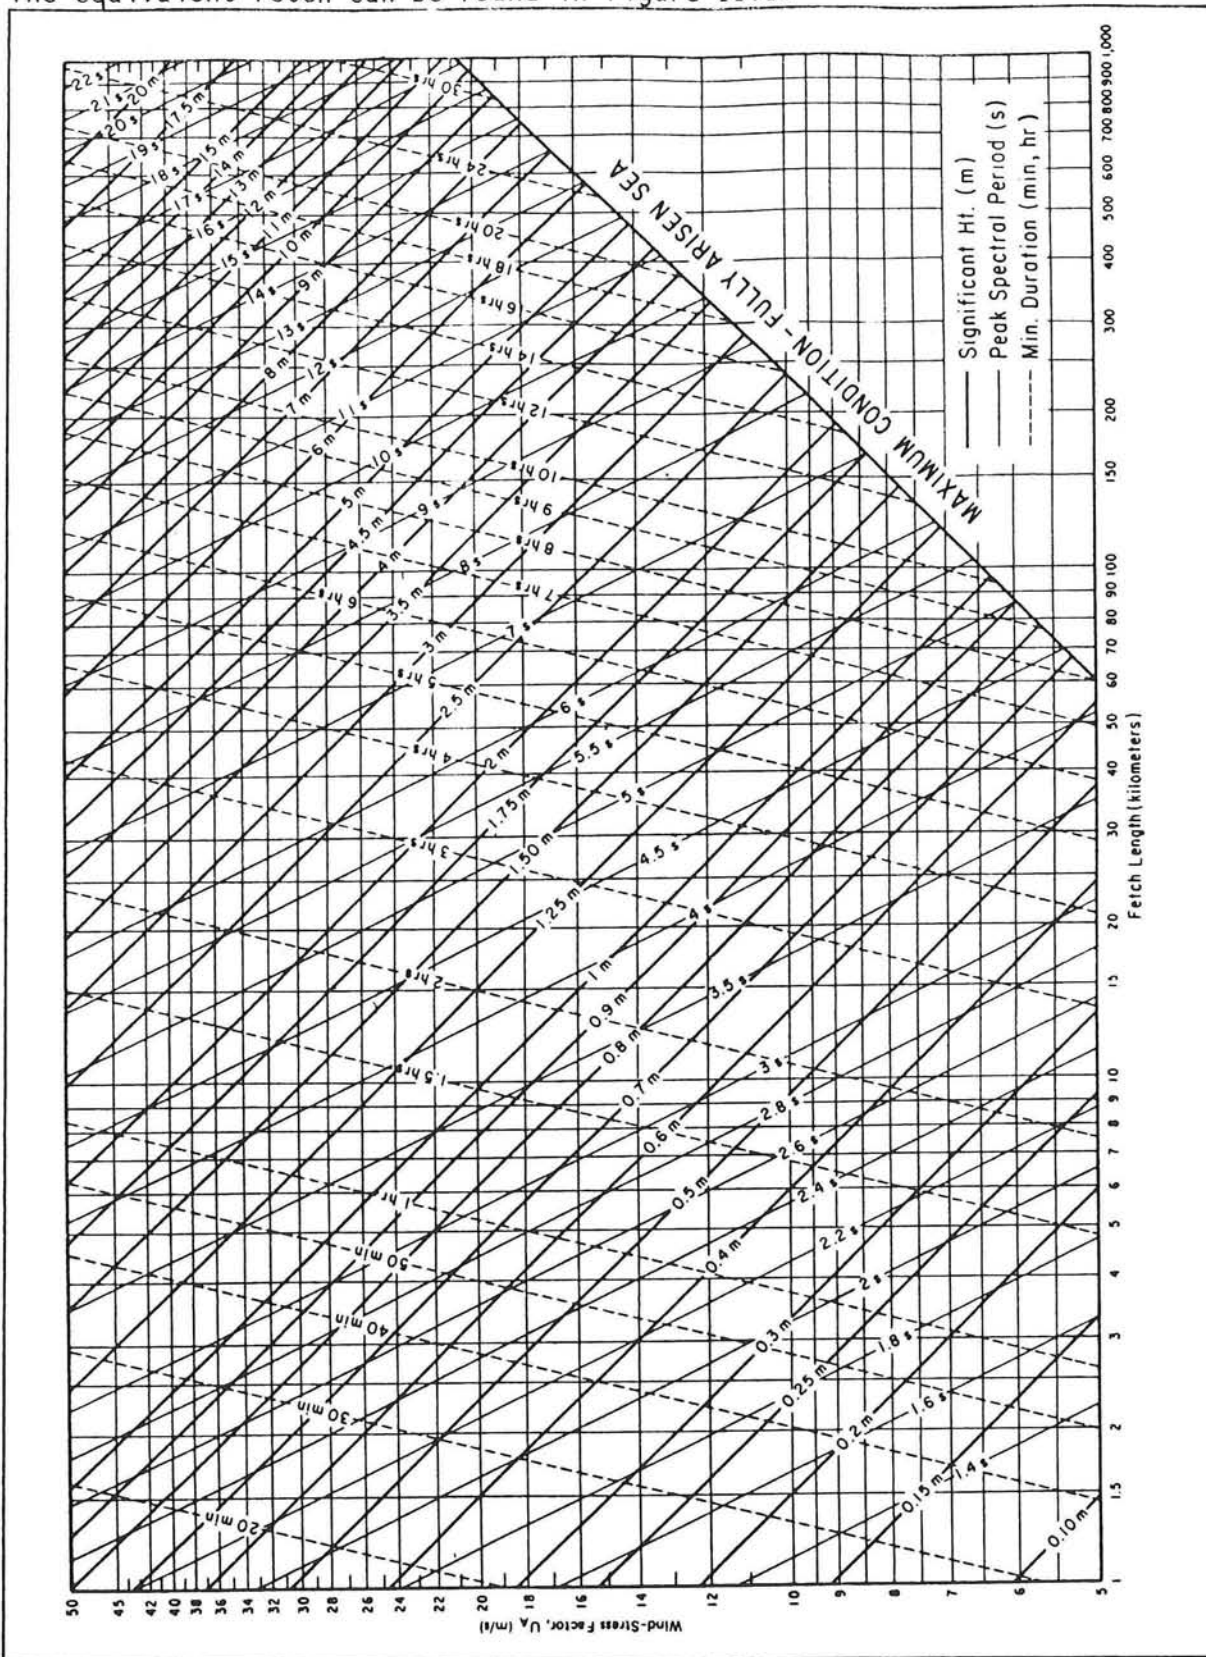 50
45
40
38
36
34
32
30
28
26
24
22
20
18
16
14
12
10
9
8
7
6
5
Wind-Stress Factor, U_A (m/s)
1
1.5
2
3
4
5
6
7
8
9
10
15
20
30
40
50
60
70
80
90
100
150
200
300
400
500
600
700
800
900
1,000
Fetch Length (kilometers)
20 min
30 min
40 min
50 min
1 hr
1.5 hrs
2 hrs
3 hrs
4 hrs
5 hrs
6 hrs
7 hrs
8 hrs
9 hrs
10 hrs
12 hrs
14 hrs
16 hrs
18 hrs
20 hrs
24 hrs
30 hrs
0.10 m
0.15 m
0.2 m
0.25 m
0.3 m
0.4 m
0.5 m
0.6 m
0.7 m
0.8 m
0.9 m
1 m
1.25 m
1.50 m
1.75 m
2 m
2.5 m
3 m
3.5 m
4 m
4.5 m
5 m
6 m
7 m
8 m
9 m
10 m
11 m
12 m
13 m
14 m
15 m
17.5 m
20 m
1.4 s
1.6 s
1.8 s
2 s
2.2 s
2.4 s
2.6 s
2.8 s
3 s
3.5 s
4 s
4.5 s
5 s
5.5 s
6 s
7 s
8 s
9 s
10 s
11 s
12 s
13 s
14 s
15 s
16 s
17 s
18 s
19 s
20 s
21 s
22 s
MAXIMUM CONDITION - FULLY ARISEN SEA
Significant Ht. (m)
Peak Spectral Period (s)
Min. Duration (min, hr)